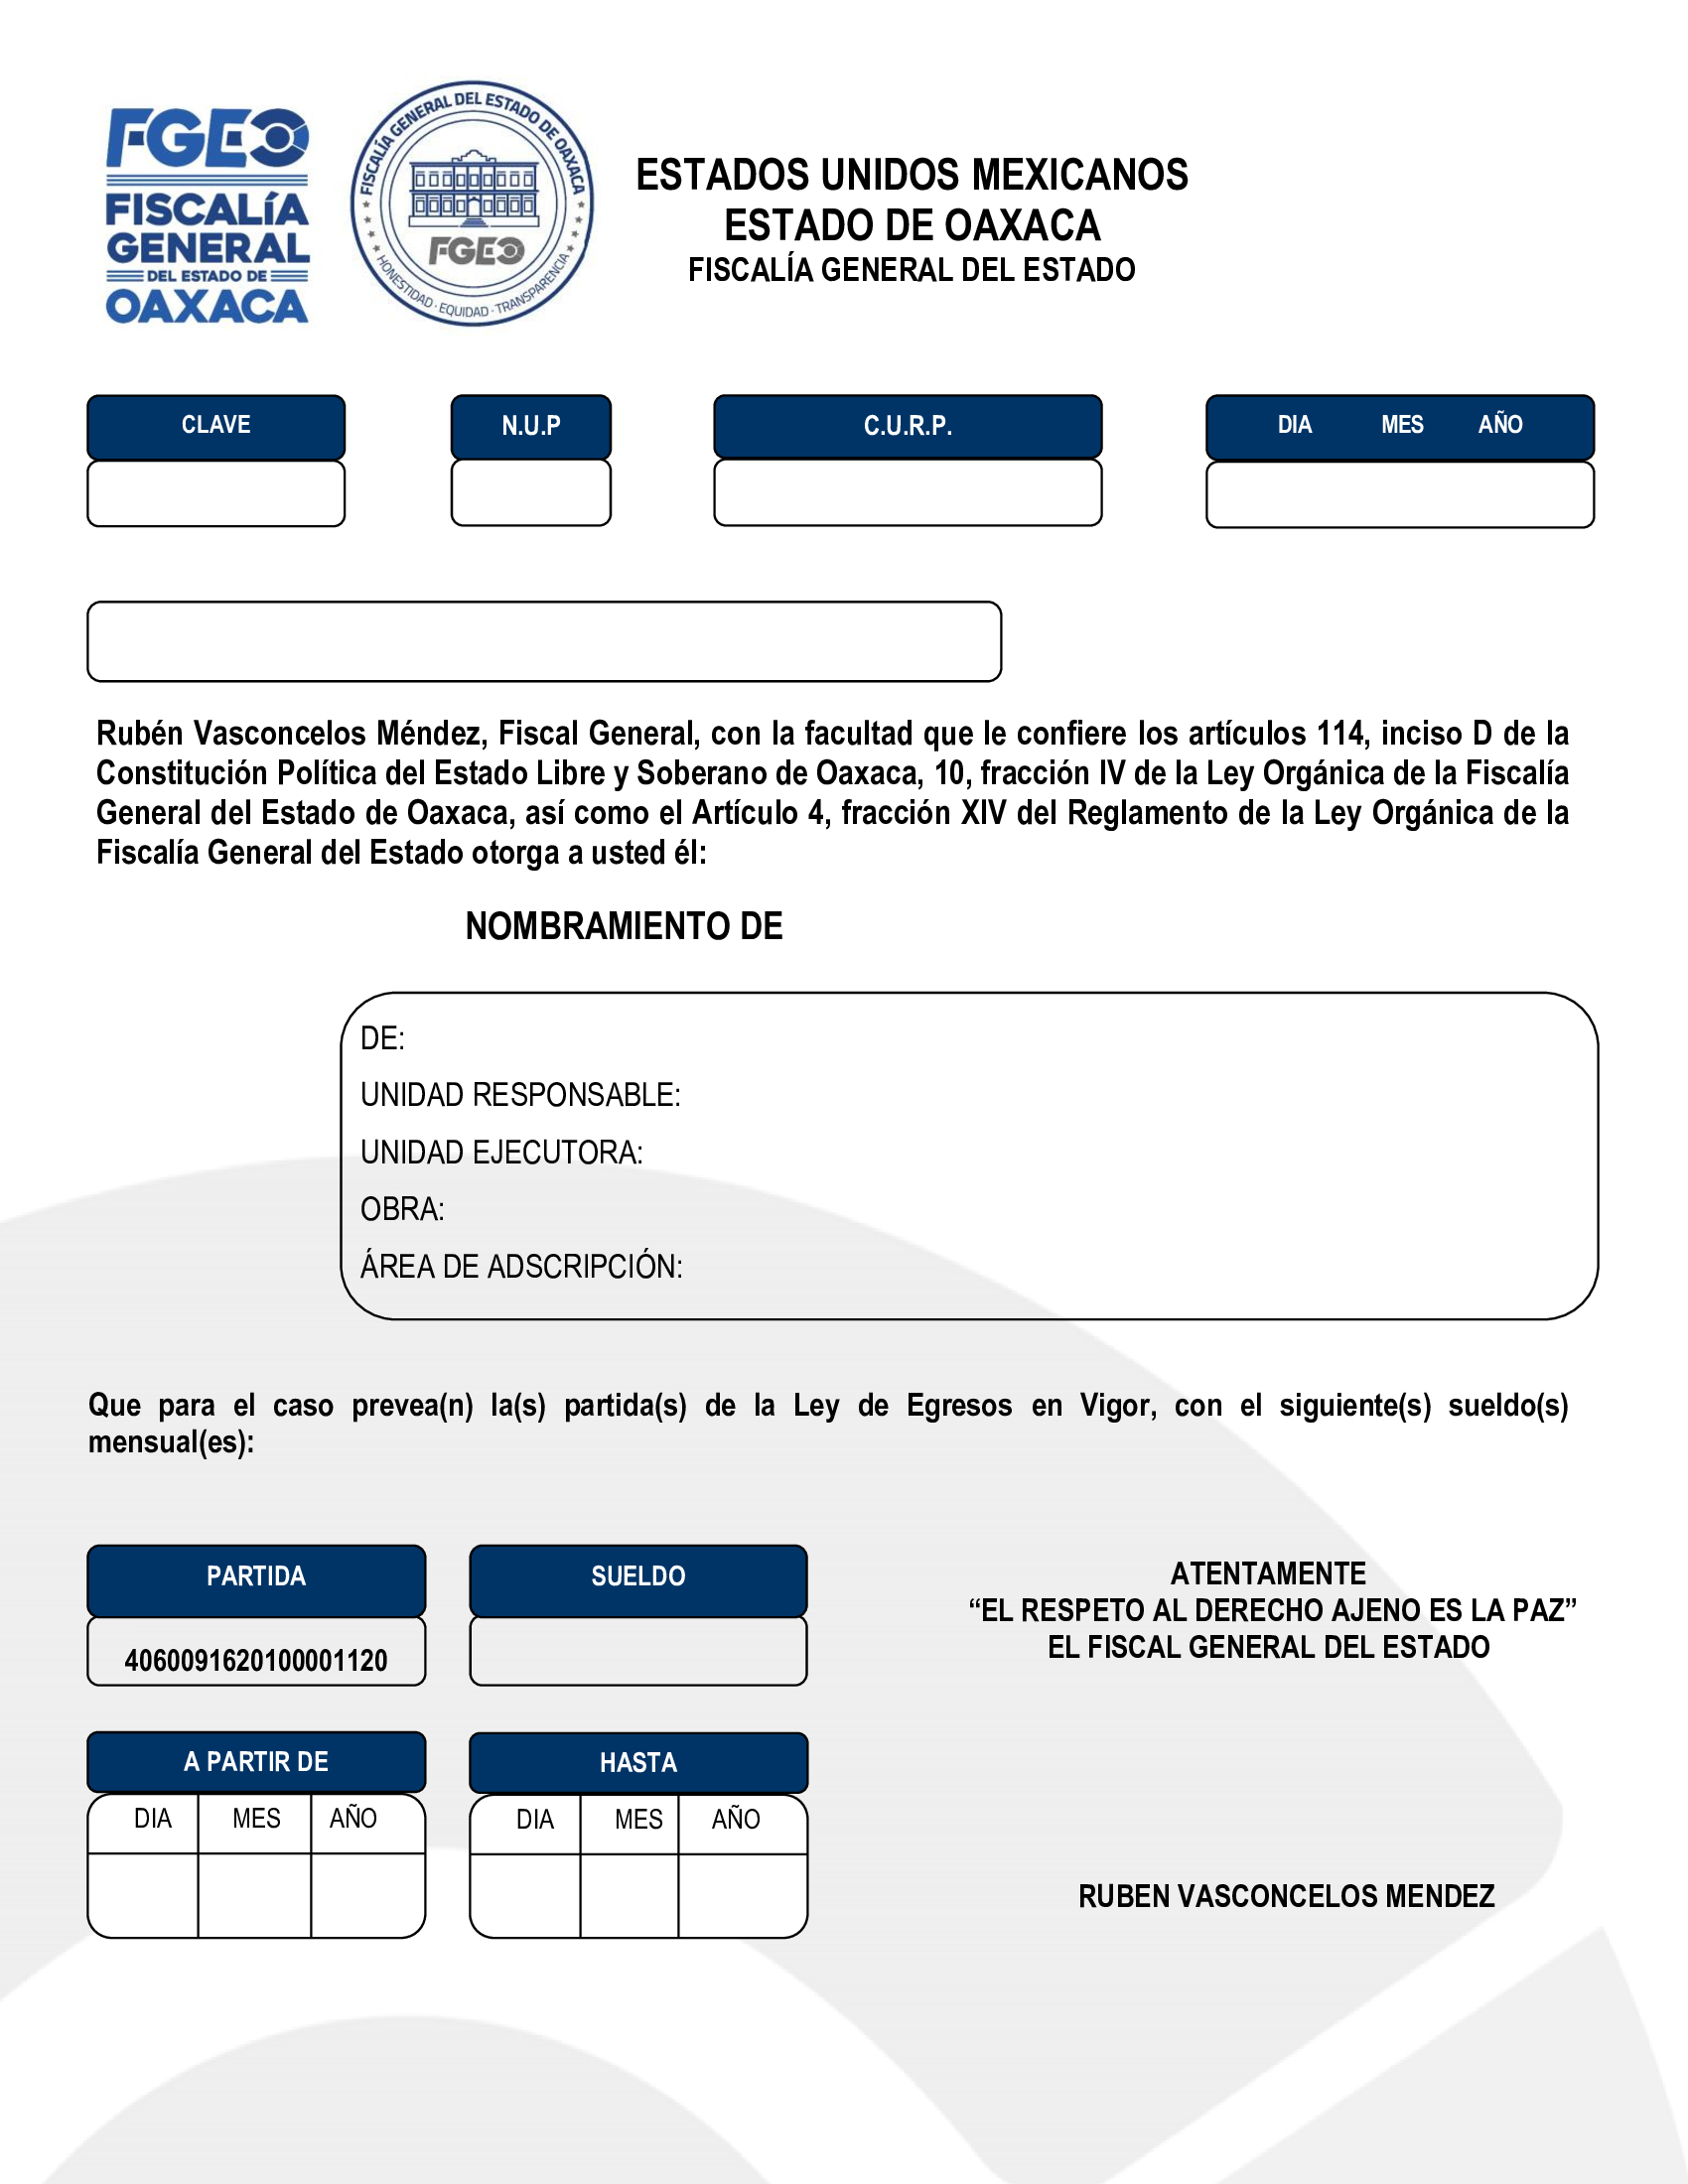 FGEO
FISCALÍA
GENERAL
DEL ESTADO DE
OAXACA
FISCALÍA GENERAL DEL ESTADO DE OAXACA
FGEO
HONESTIDAD · EQUIDAD · TRANSPARENCIA
ESTADOS UNIDOS MEXICANOS
ESTADO DE OAXACA
FISCALÍA GENERAL DEL ESTADO
CLAVE N.U.P C.U.R.P. DIA MES AÑO
Rubén Vasconcelos Méndez, Fiscal General, con la facultad que le confiere los artículos 114, inciso D de la
Constitución Política del Estado Libre y Soberano de Oaxaca, 10, fracción IV de la Ley Orgánica de la Fiscalía
General del Estado de Oaxaca, así como el Artículo 4, fracción XIV del Reglamento de la Ley Orgánica de la
Fiscalía General del Estado otorga a usted él:
NOMBRAMIENTO DE
DE:
UNIDAD RESPONSABLE:
UNIDAD EJECUTORA:
OBRA:
ÁREA DE ADSCRIPCIÓN:
Que para el caso prevea(n) la(s) partida(s) de la Ley de Egresos en Vigor, con el siguiente(s) sueldo(s)
mensual(es):
PARTIDA SUELDO
4060091620100001120
ATENTAMENTE
“EL RESPETO AL DERECHO AJENO ES LA PAZ”
EL FISCAL GENERAL DEL ESTADO
A PARTIR DE HASTA
DIA MES AÑO DIA MES AÑO
RUBEN VASCONCELOS MENDEZ